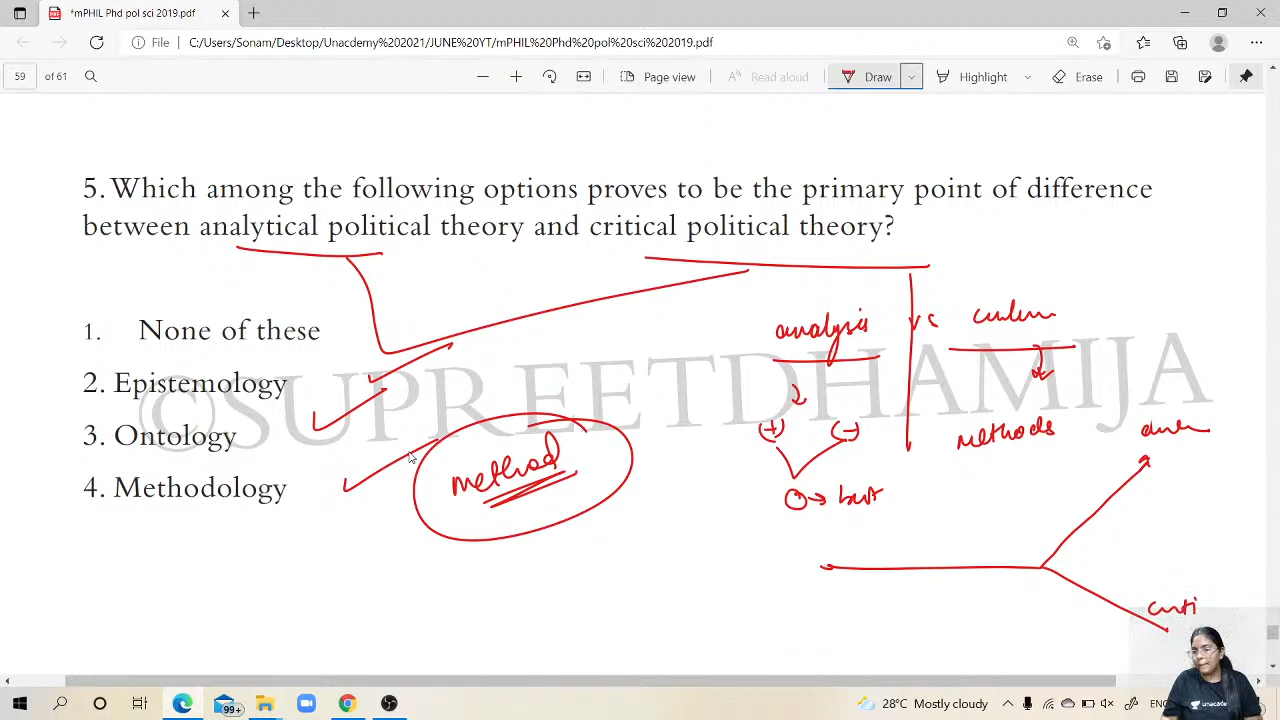 *mPHIL Phd pol sci 2019.pdf
File C:/Users/Sonam/Desktop/Unacdemy%202021/JUNE%20YT/mPHIL%20Phd%20pol%20sci%202019.pdf
59 of 61 Page view Read aloud Draw Highlight Erase
5. Which among the following options proves to be the primary point of difference
between analytical political theory and critical political theory?
1. None of these
2. Epistemology
3. Ontology
4. Methodology
©SUPREETDHAMIJA
method
analysis
(+) (-)
methods
unacademy
99+
28°C Mostly cloudy ENG